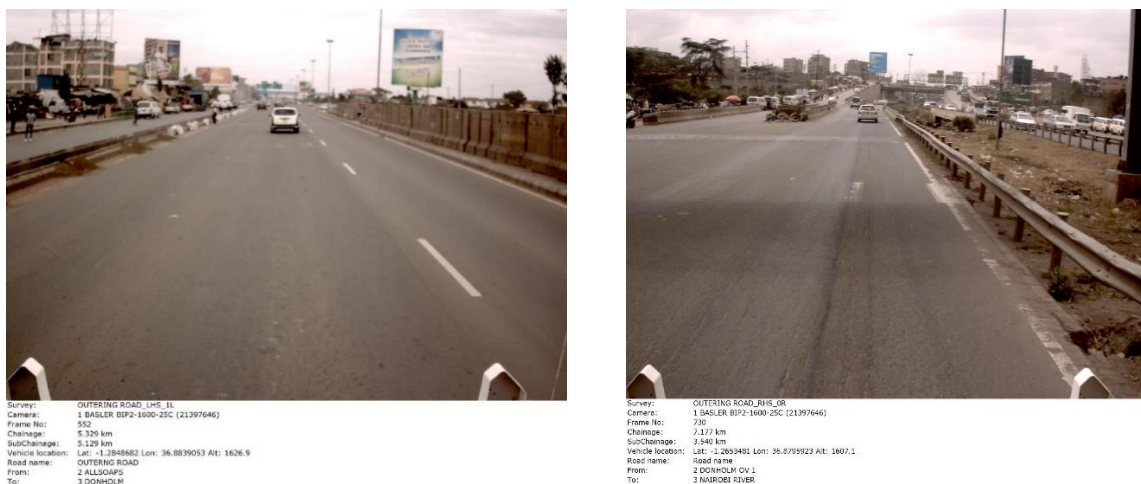 Survey: OUTERING ROAD_LHS_1L
Camera: 1 BASLER BIP2-1600-25C (21397646)
Frame No: 552
Chainage: 5.329 km
SubChainage: 5.129 km
Vehicle location: Lat: -1.2848682 Lon: 36.8839053 Alt: 1626.9
Road name: OUTERNG ROAD
From: 2 ALLSOAPS
To: 3 DONHOLM
Survey: OUTERING ROAD_RHS_0R
Camera: 1 BASLER BIP2-1600-25C (21397646)
Frame No: 730
Chainage: 7.177 km
SubChainage: 3.540 km
Vehicle location: Lat: -1.2653481 Lon: 36.8795923 Alt: 1607.1
Road name: Road name
From: 2 DONHOLM OV 1
To: 3 NAIROBI RIVER